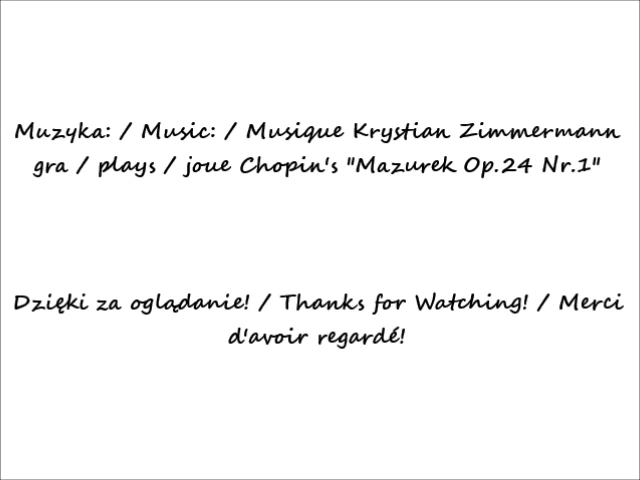 Muzyka: / Music: / Musique Krystian Zimmermann
gra / plays / joue Chopin's "Mazurek Op.24 Nr.1"
Dzięki za oglądanie! / Thanks for Watching! / Merci
d'avoir regardé!